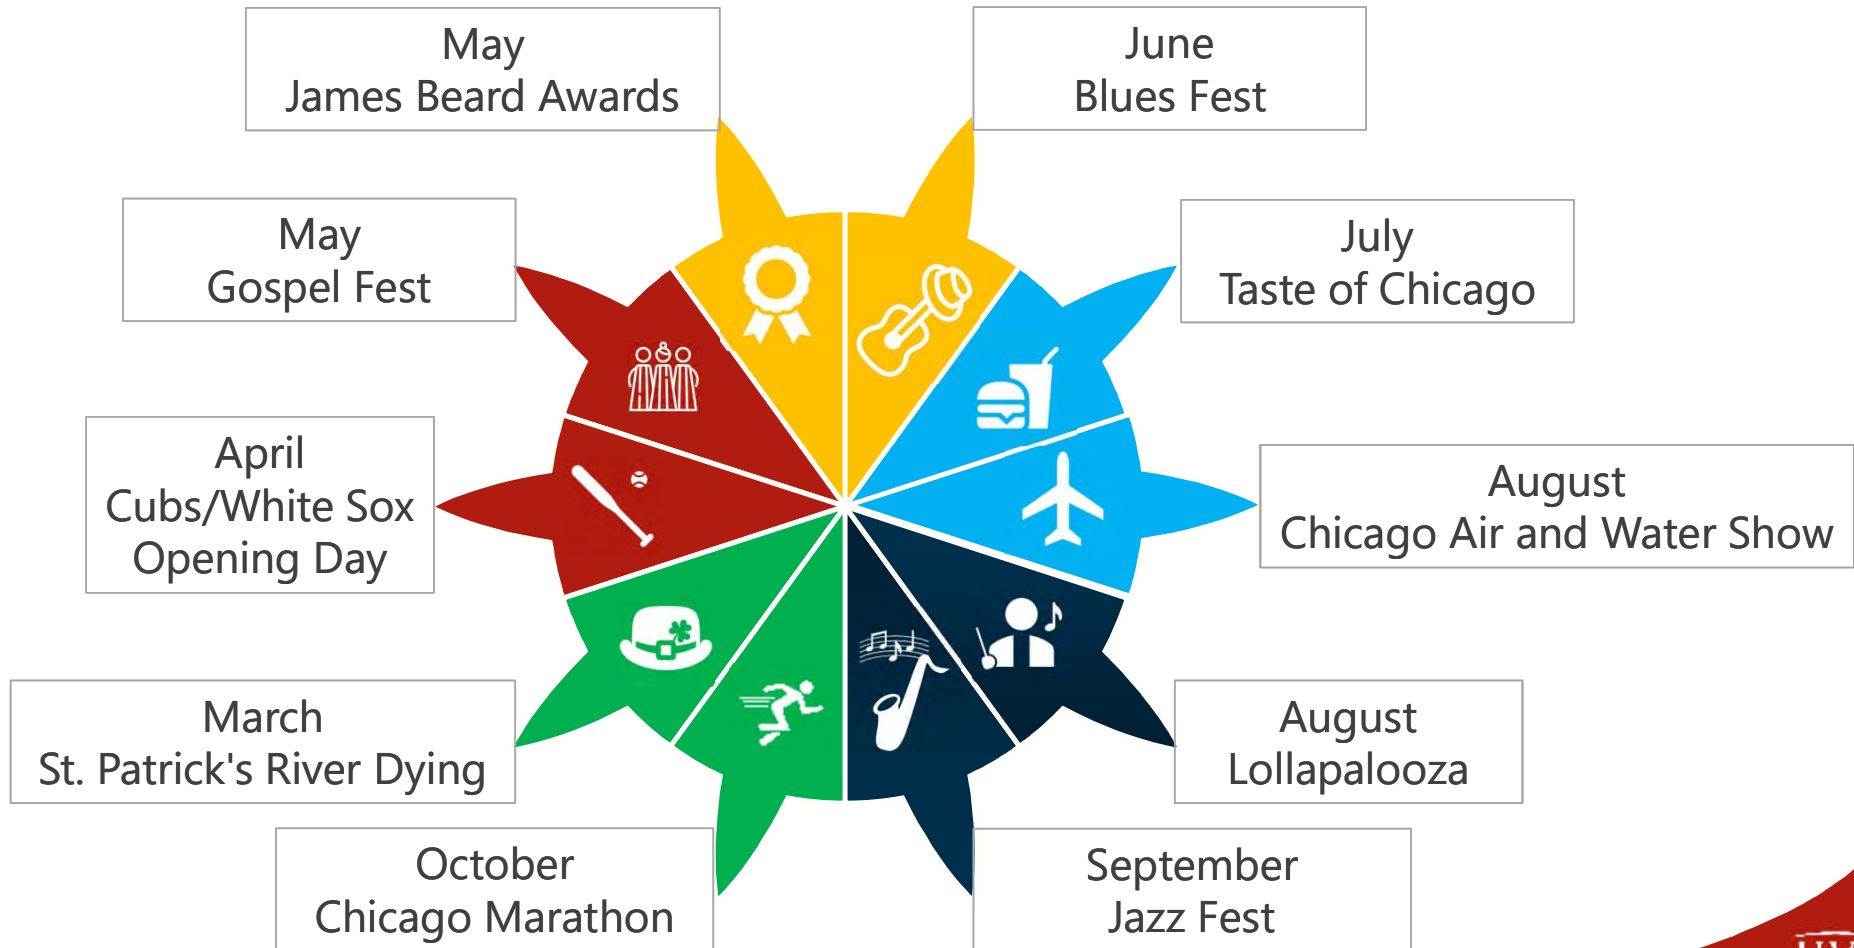 May
James Beard Awards
June
Blues Fest
May
Gospel Fest
July
Taste of Chicago
April
Cubs/White Sox
Opening Day
August
Chicago Air and Water Show
March
St. Patrick's River Dying
August
Lollapalooza
October
Chicago Marathon
September
Jazz Fest